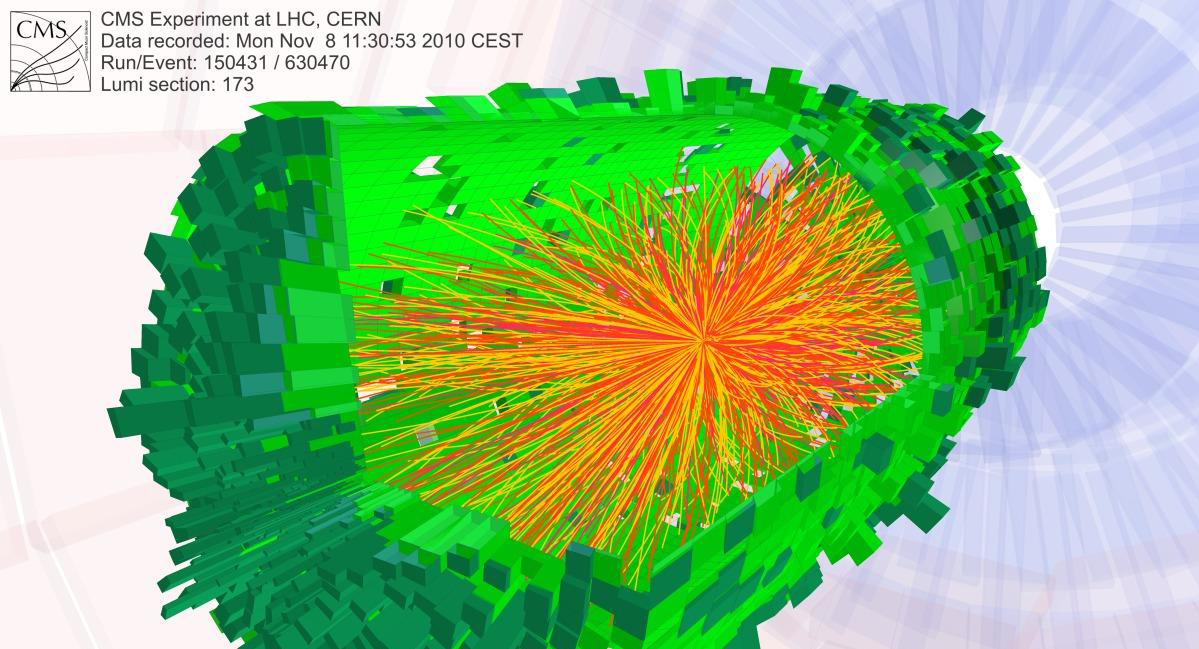 CMS
CMS Experiment at LHC, CERN
Data recorded: Mon Nov  8 11:30:53 2010 CEST
Run/Event: 150431 / 630470
Lumi section: 173